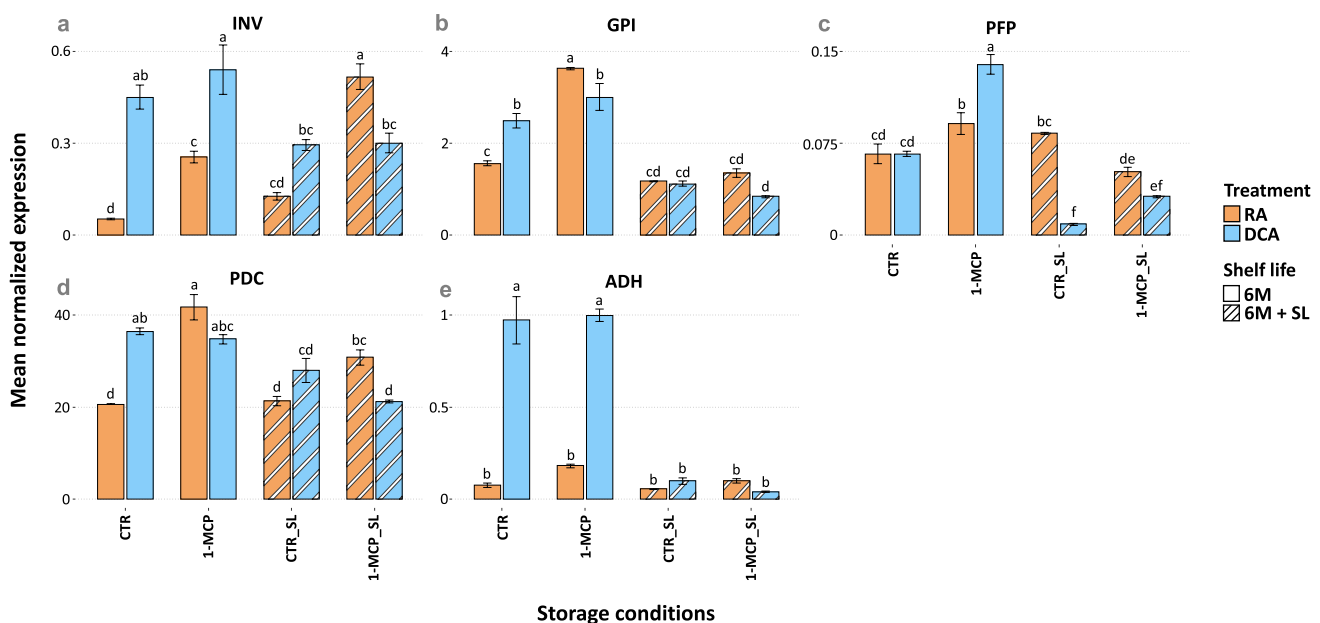 a
INV
0.6
0.3
0
d
ab
c
a
cd
bc
a
bc
b
GPI
4
2
0
c
b
a
b
cd
cd
cd
d
c
PFP
0.15
0.075
0
cd
cd
b
a
bc
f
de
ef
CTR
1-MCP
CTR_SL
1-MCP_SL
Treatment
RA
DCA
Shelf life
6M
6M + SL
Mean normalized expression
d
PDC
40
20
0
d
ab
a
abc
d
cd
bc
d
CTR
1-MCP
CTR_SL
1-MCP_SL
e
ADH
1
0.5
0
b
a
b
a
b
b
b
b
CTR
1-MCP
CTR_SL
1-MCP_SL
Storage conditions